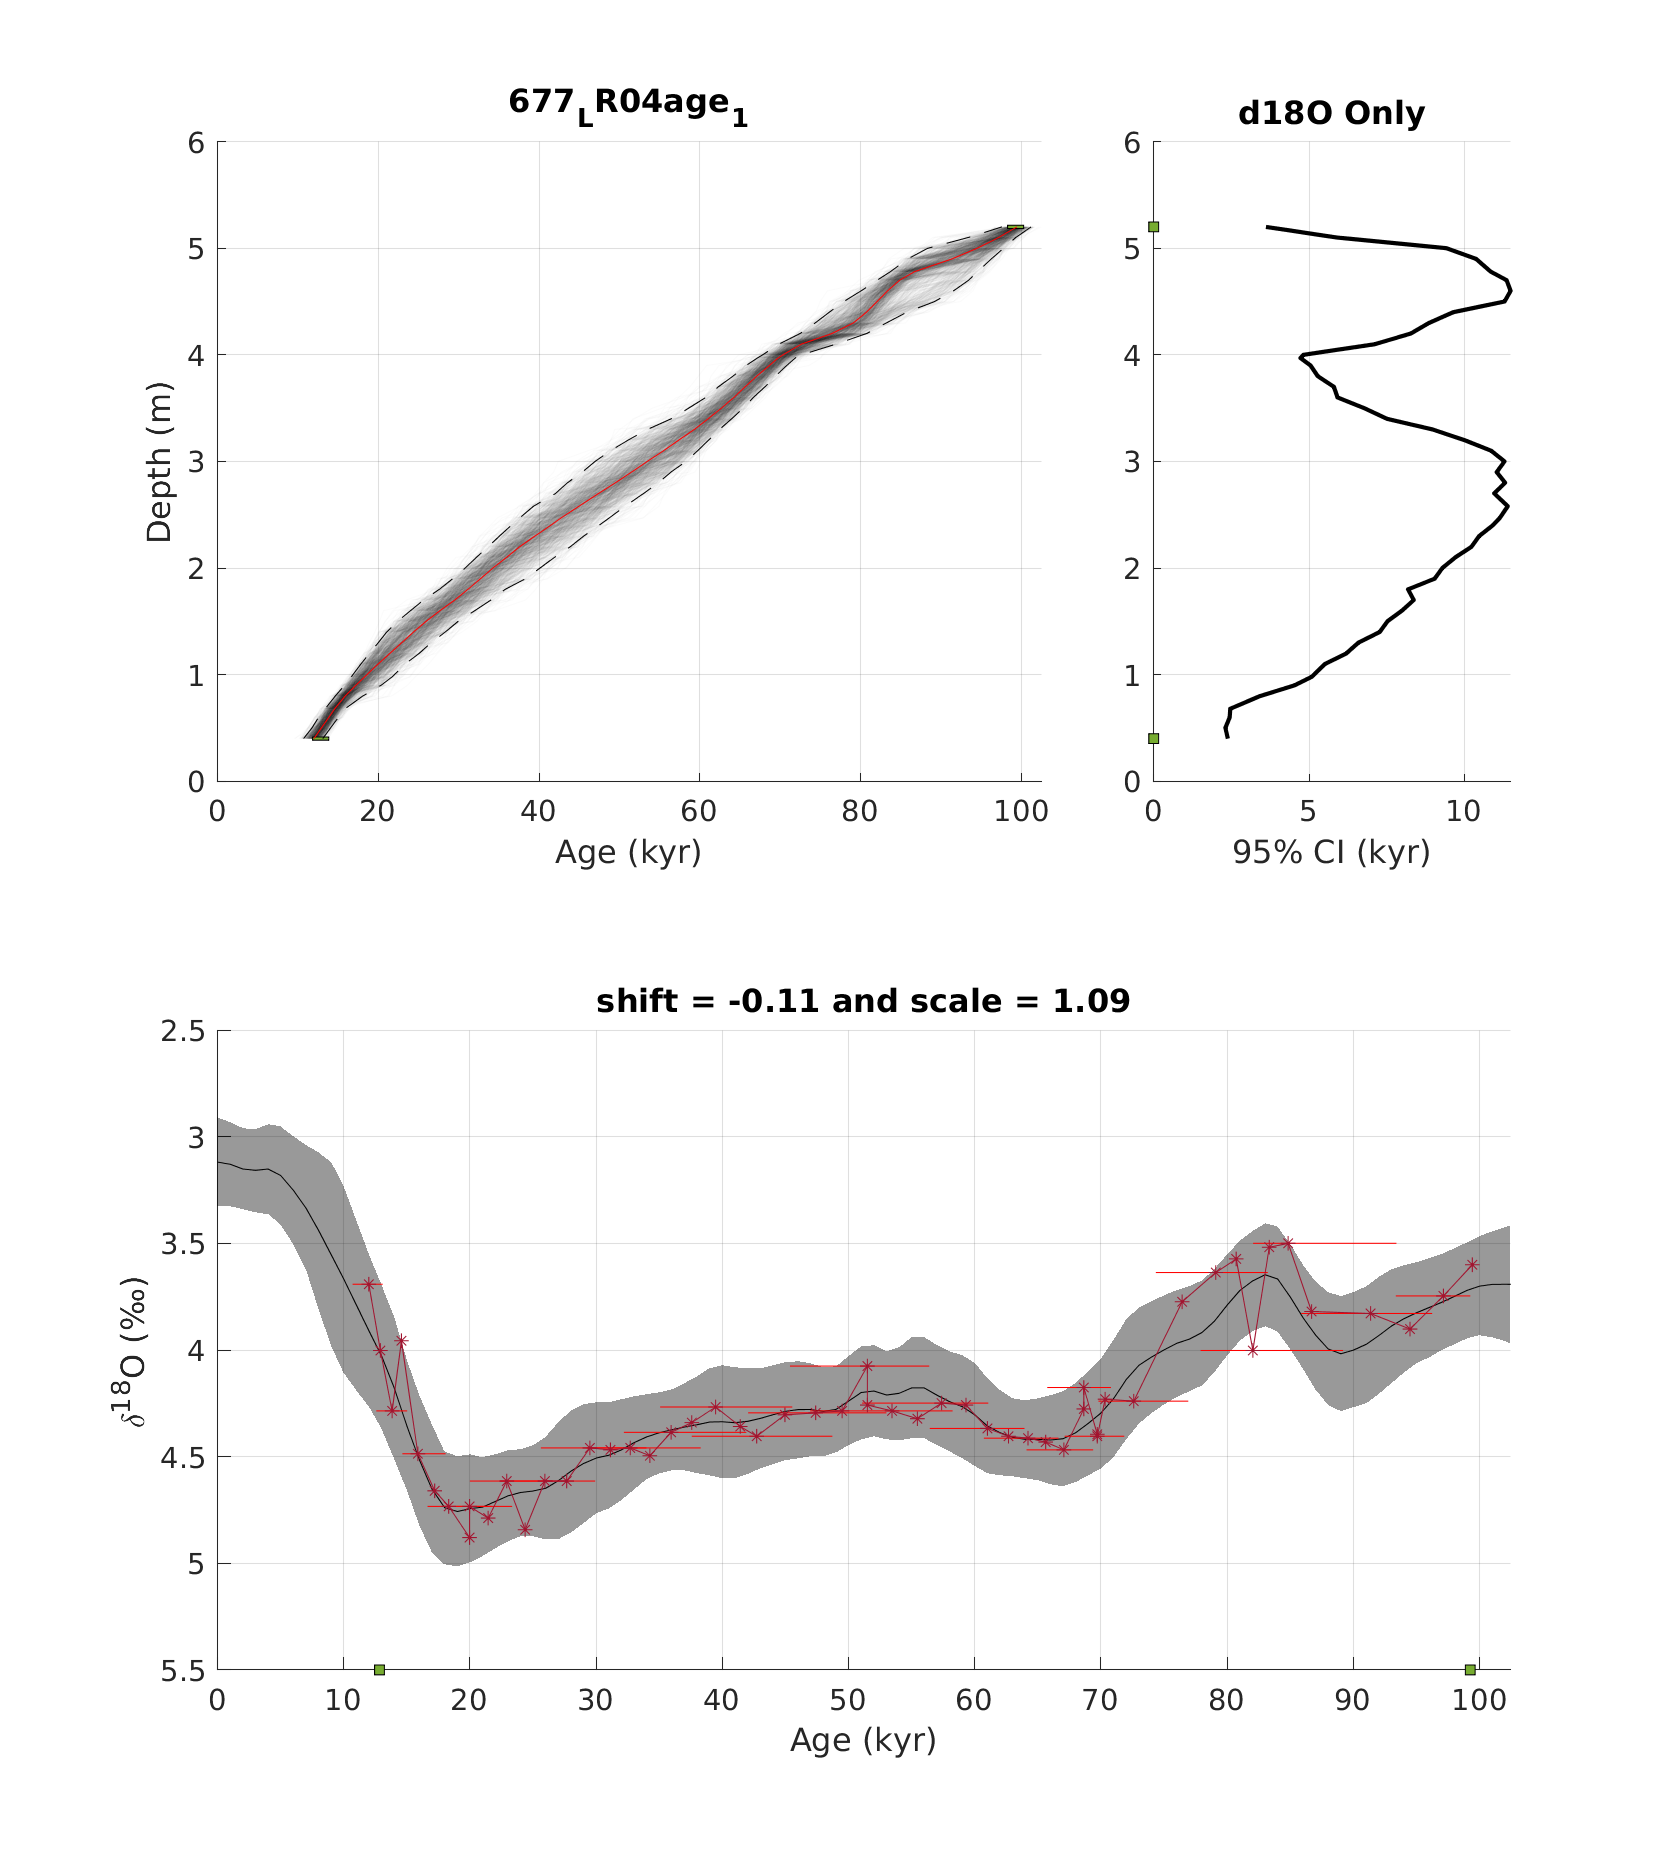 677LR04age1
d18O Only
6
5
4
3
2
1
0
0 20 40 60 80 100
Depth (m)
Age (kyr)
6
5
4
3
2
1
0
0 5 10
95% CI (kyr)
shift = -0.11 and scale = 1.09
2.5
3
3.5
4
4.5
5
5.5
δ18O (‰)
0 10 20 30 40 50 60 70 80 90 100
Age (kyr)